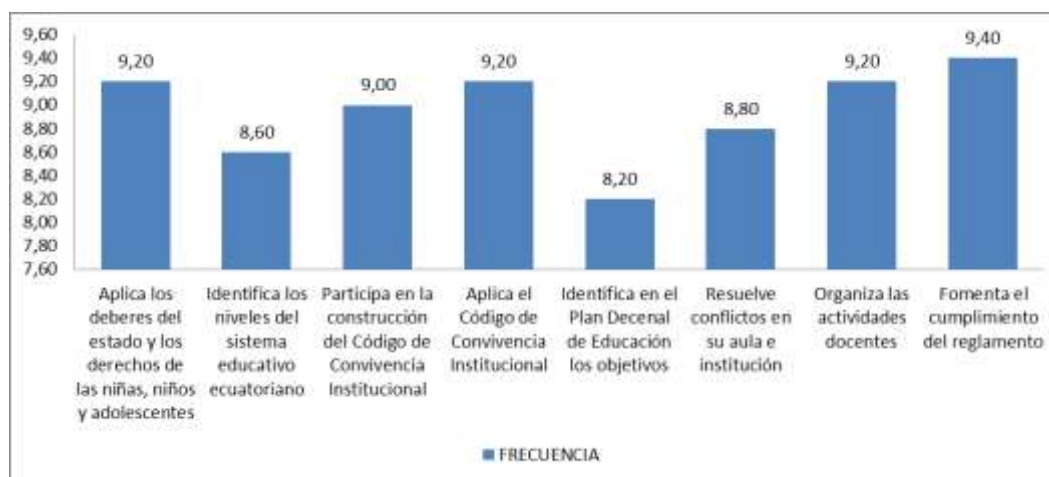 9,60
9,40
9,20
9,00
8,80
8,60
8,40
8,20
8,00
7,80
7,60
9,20
8,60
9,00
9,20
8,20
8,80
9,20
9,40
Aplica los
deberes del
estado y los
derechos de
las niñas, niños
y adolescentes
Identifica los
niveles del
sistema
educativo
ecuatoriano
Participa en la
construcción
del Código de
Convivencia
Institucional
Aplica el
Código de
Convivencia
Institucional
Identifica en el
Plan Decenal
de Educación
los objetivos
Resuelve
conflictos en
su aula e
institución
Organiza las
actividades
docentes
Fomenta el
cumplimiento
del reglamento
FRECUENCIA